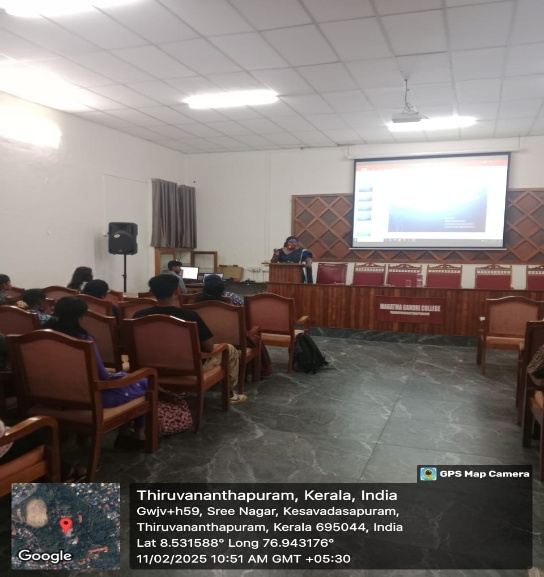 MAHATMA GANDHI COLLEGE
GPS Map Camera
Thiruvananthapuram, Kerala, India
Gwjv+h59, Sree Nagar, Kesavadasapuram,
Thiruvananthapuram, Kerala 695044, India
Lat 8.531588° Long 76.943176°
11/02/2025 10:51 AM GMT +05:30
Google